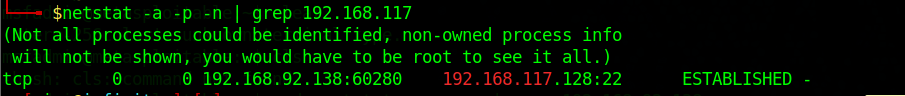 $netstat -a -p -n | grep 192.168.117
(Not all processes could be identified, non-owned process info
will not be shown, you would have to be root to see it all.)
tcp 0 0 192.168.92.138:60280 192.168.117.128:22 ESTABLISHED -